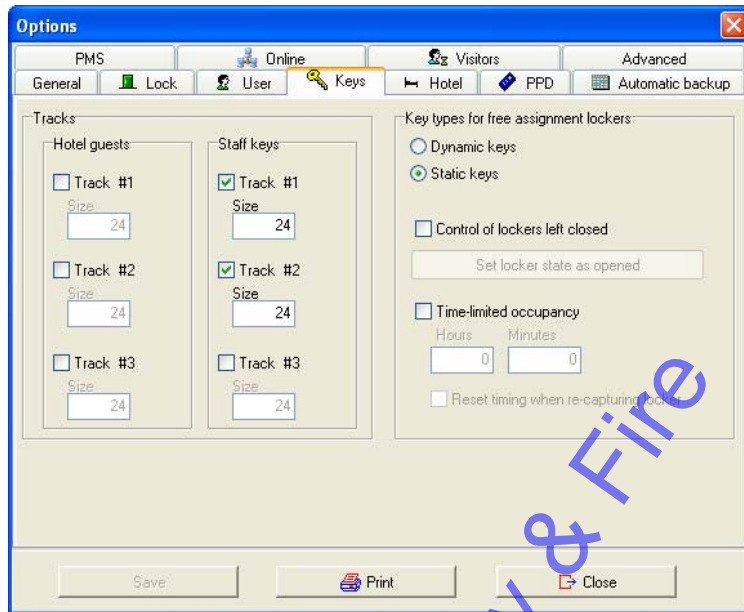 Options
PMS Online Visitors Advanced
General Lock User Keys Hotel PPD Automatic backup
Tracks
Hotel guests
Track #1
Size
24
Track #2
Size
24
Track #3
Size
24
Staff keys
Track #1
Size
24
Track #2
Size
24
Track #3
Size
24
Key types for free assignment lockers
Dynamic keys
Static keys
Control of lockers left closed
Set locker state as opened
Time-limited occupancy
Hours Minutes
0 0
Reset timing when re-capturing locker
Save Print Close
y & Fire